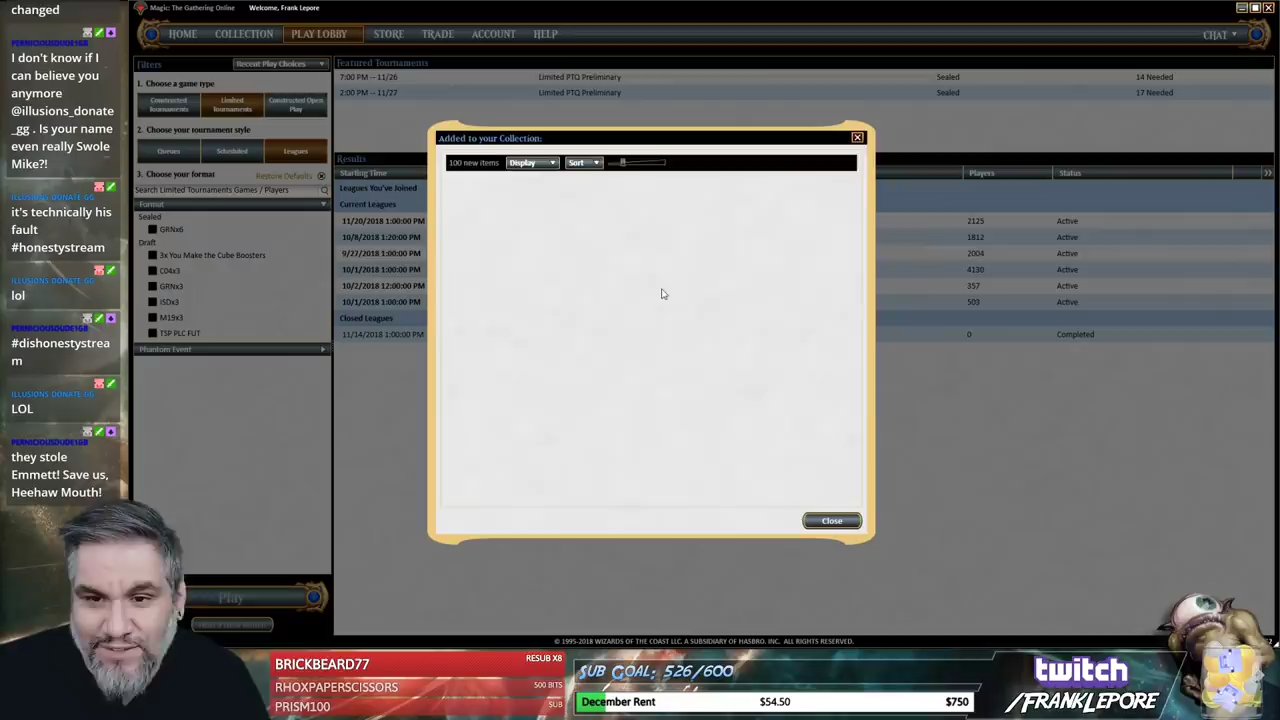 changed
PERNICIOUSDUDE1GB
I don't know if I
can believe you
anymore
@illusions_donate
_gg . Is your name
even really Swole
Mike?!
ILLUSIONS_DONATE_GG
it's technically his
fault
#honestystream
ILLUSIONS_DONATE_GG
lol
PERNICIOUSDUDE1GB
#dishonestystrea
m
ILLUSIONS_DONATE_GG
LOL
PERNICIOUSDUDE1GB
they stole
Emmett! Save us,
Heehaw Mouth!
Magic: The Gathering Online Welcome, Frank Lepore
HOME COLLECTION PLAY LOBBY STORE TRADE ACCOUNT HELP CHAT
Filters Recent Play Choices
1. Choose a game type
Constructed Tournaments
Limited Tournaments
Constructed Open Play
2. Choose your tournament style
Queues Scheduled Leagues
3. Choose your format Restore Defaults
Search Limited Tournaments Games / Players
Format
Sealed
GRNx6
Draft
3x You Make the Cube Boosters
C04x3
GRNx3
ISDx3
M19x3
TSP PLC FUT
Phantom Event
Play
Featured Tournaments
7:00 PM -- 11/26 Limited PTQ Preliminary Sealed 14 Needed
2:00 PM -- 11/27 Limited PTQ Preliminary Sealed 17 Needed
Results
Starting Time Players Status
Leagues You've Joined
Current Leagues
11/20/2018 1:00:00 PM 2125 Active
10/8/2018 1:20:00 PM 1812 Active
9/27/2018 1:00:00 PM 2004 Active
10/1/2018 1:00:00 PM 4130 Active
10/2/2018 12:00:00 PM 357 Active
10/1/2018 1:00:00 PM 503 Active
Closed Leagues
11/14/2018 1:00:00 PM 0 Completed
Added to your Collection:
100 new items Display Sort
Close
© 1995-2018 WIZARDS OF THE COAST LLC, A SUBSIDIARY OF HASBRO, INC. ALL RIGHTS RESERVED.
BRICKBEARD77 RESUB X8
RHOXPAPERSCISSORS 500 BITS
PRISM100 SUB
SUB GOAL: 526/600
December Rent $54.50 $750
twitch
/FRANKLEPORE